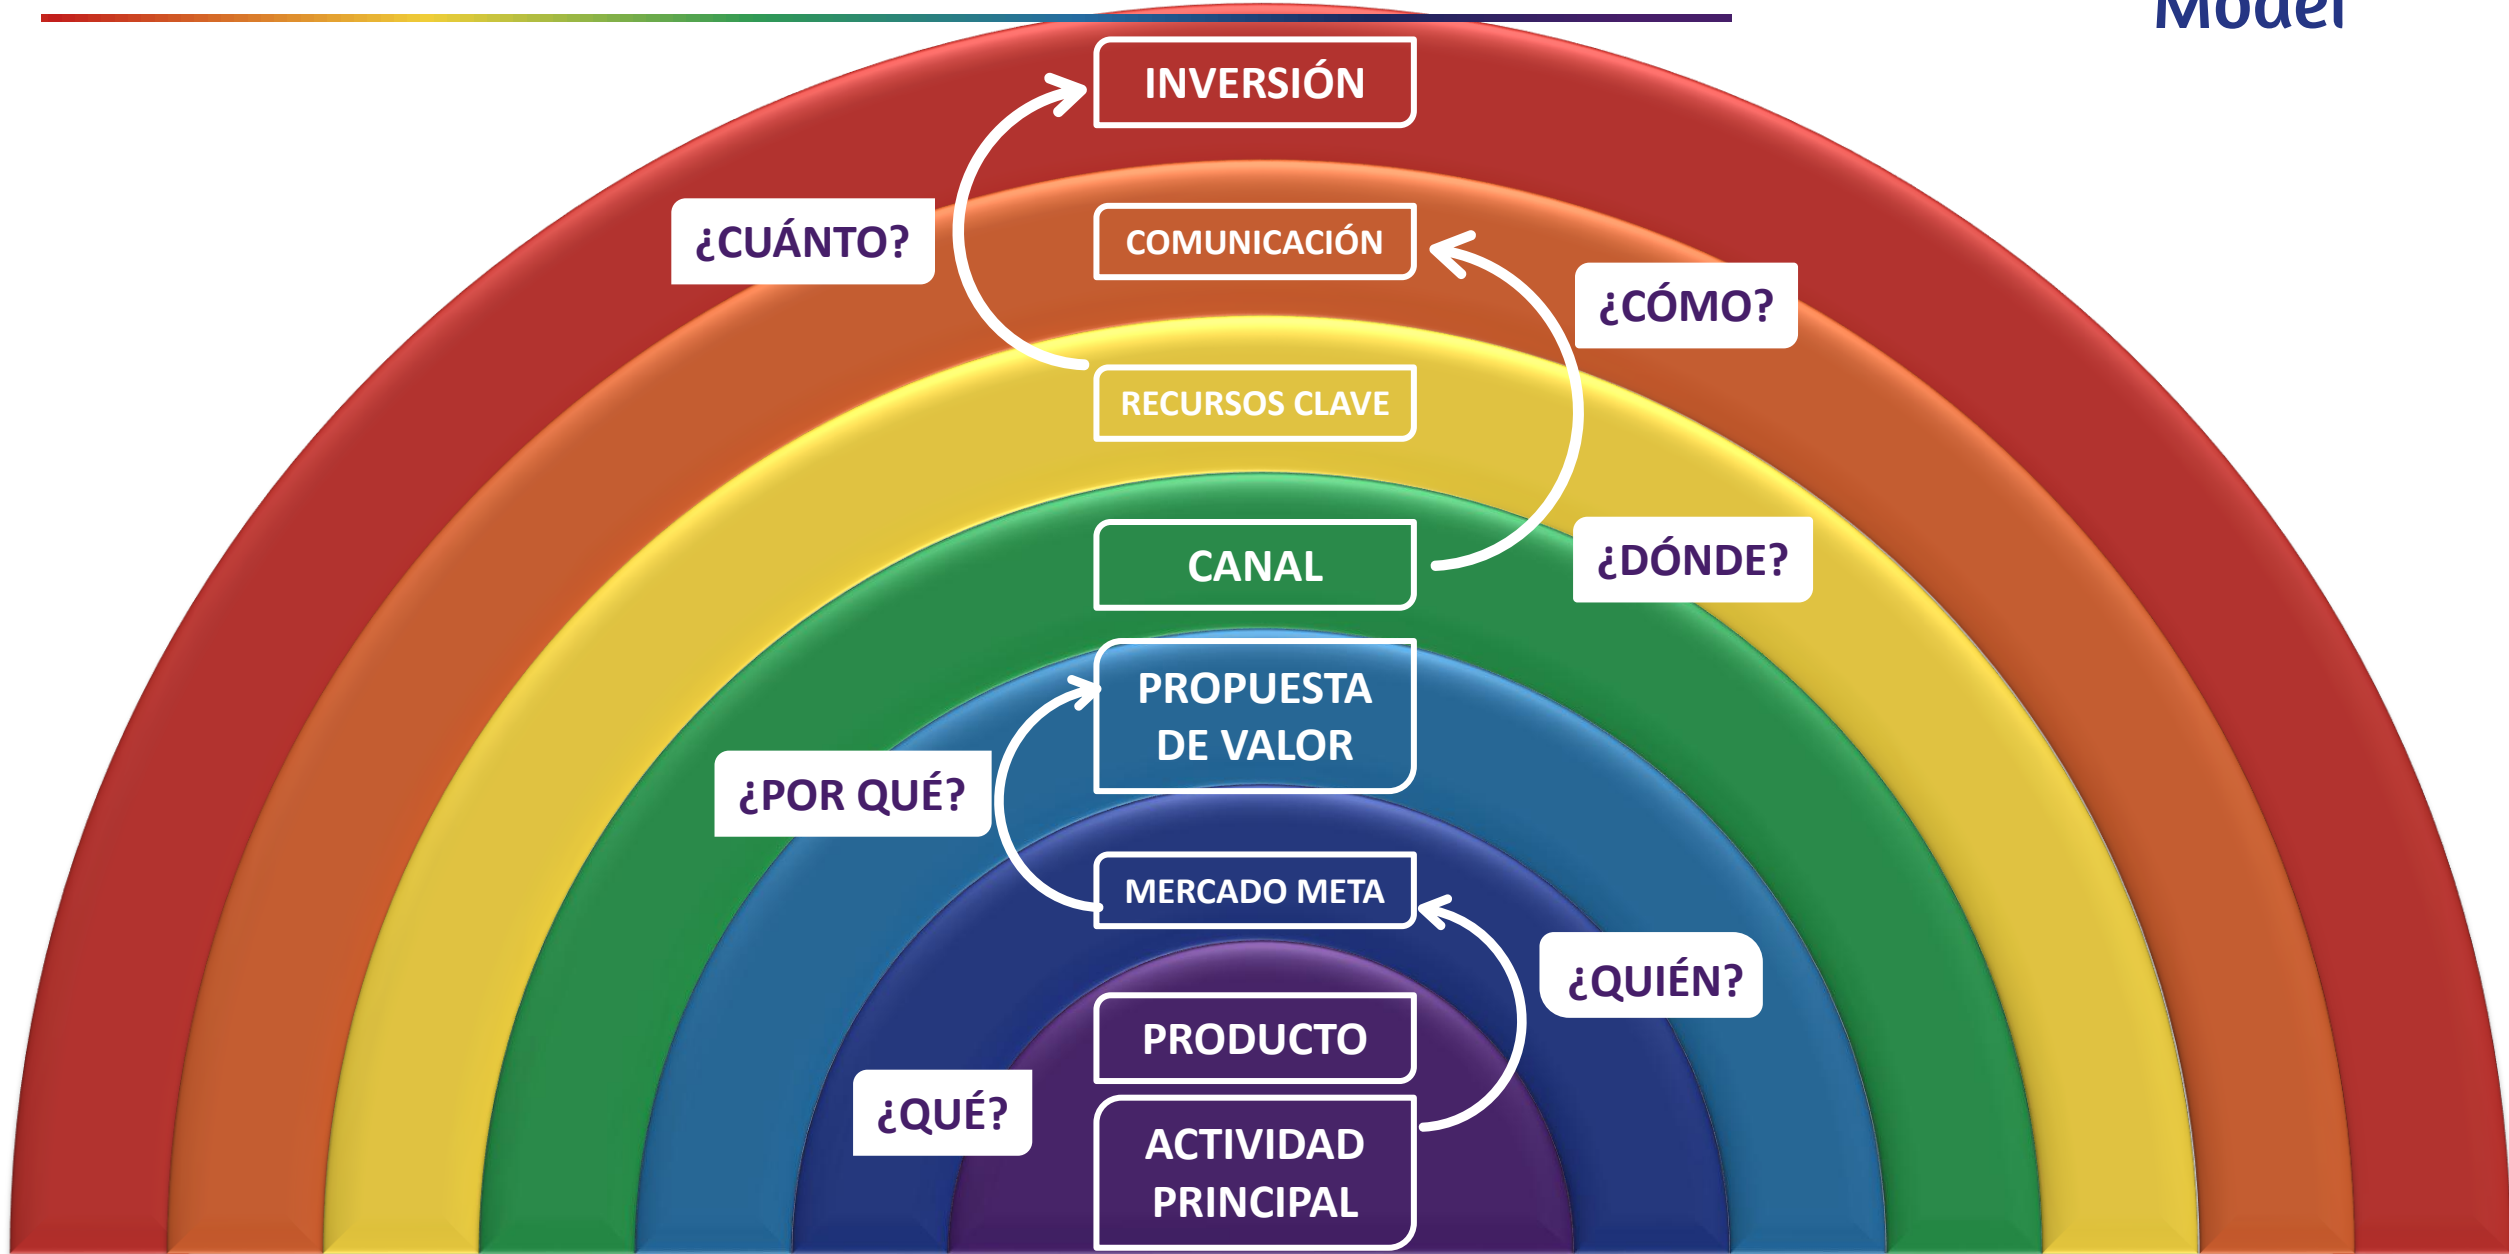 Model
INVERSIÓN
¿CUÁNTO?
COMUNICACIÓN
¿CÓMO?
RECURSOS CLAVE
CANAL
¿DÓNDE?
PROPUESTA
DE VALOR
¿POR QUÉ?
MERCADO META
¿QUIÉN?
PRODUCTO
¿QUÉ?
ACTIVIDAD
PRINCIPAL